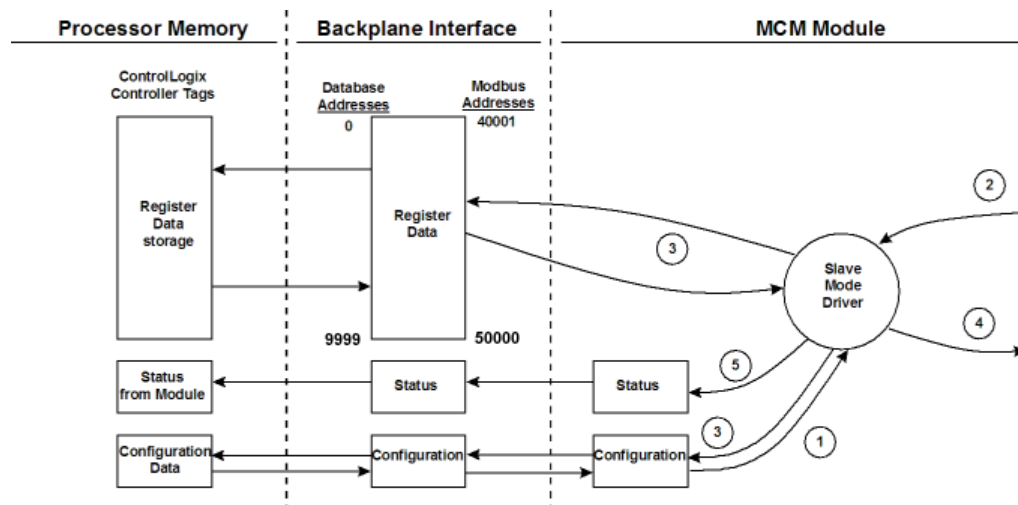 Processor Memory
Backplane Interface
MCM Module
ControlLogix
Controller Tags
Database
Addresses
0
Modbus
Addresses
40001
Register
Data
storage
Register
Data
2
3
Slave
Mode
Driver
4
9999
50000
Status
from Module
Status
Status
5
3
1
Configuration
Data
Configuration
Configuration